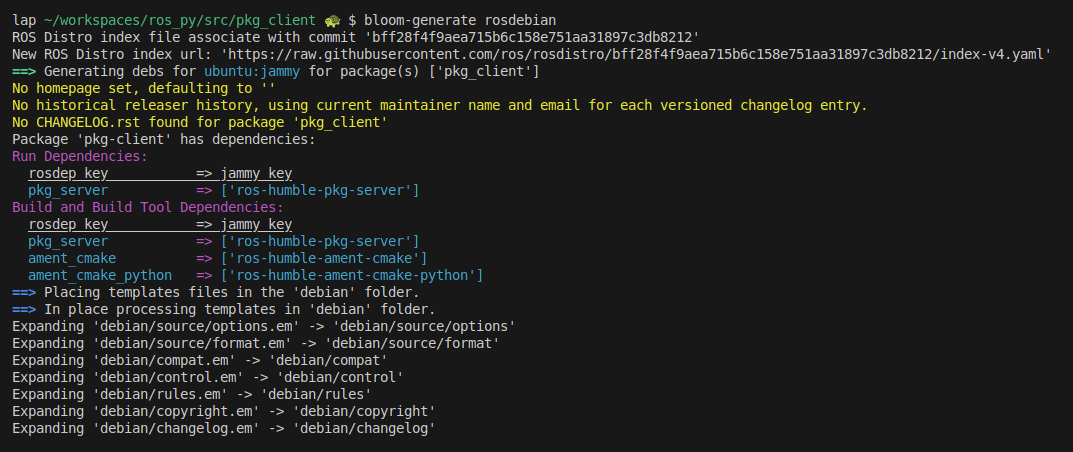 lap ~/workspaces/ros_py/src/pkg_client 🐢 $ bloom-generate rosdebian
ROS Distro index file associate with commit 'bff28f4f9aea715b6c158e751aa31897c3db8212'
New ROS Distro index url: 'https://raw.githubusercontent.com/ros/rosdistro/bff28f4f9aea715b6c158e751aa31897c3db8212/index-v4.yaml'
==> Generating debs for ubuntu:jammy for package(s) ['pkg_client']
No homepage set, defaulting to ''
No historical releaser history, using current maintainer name and email for each versioned changelog entry.
No CHANGELOG.rst found for package 'pkg_client'
Package 'pkg-client' has dependencies:
Run Dependencies:
  rosdep key           => jammy key
  pkg_server           => ['ros-humble-pkg-server']
Build and Build Tool Dependencies:
  rosdep key           => jammy key
  pkg_server           => ['ros-humble-pkg-server']
  ament_cmake          => ['ros-humble-ament-cmake']
  ament_cmake_python   => ['ros-humble-ament-cmake-python']
==> Placing templates files in the 'debian' folder.
==> In place processing templates in 'debian' folder.
Expanding 'debian/source/options.em' -> 'debian/source/options'
Expanding 'debian/source/format.em' -> 'debian/source/format'
Expanding 'debian/compat.em' -> 'debian/compat'
Expanding 'debian/control.em' -> 'debian/control'
Expanding 'debian/rules.em' -> 'debian/rules'
Expanding 'debian/copyright.em' -> 'debian/copyright'
Expanding 'debian/changelog.em' -> 'debian/changelog'